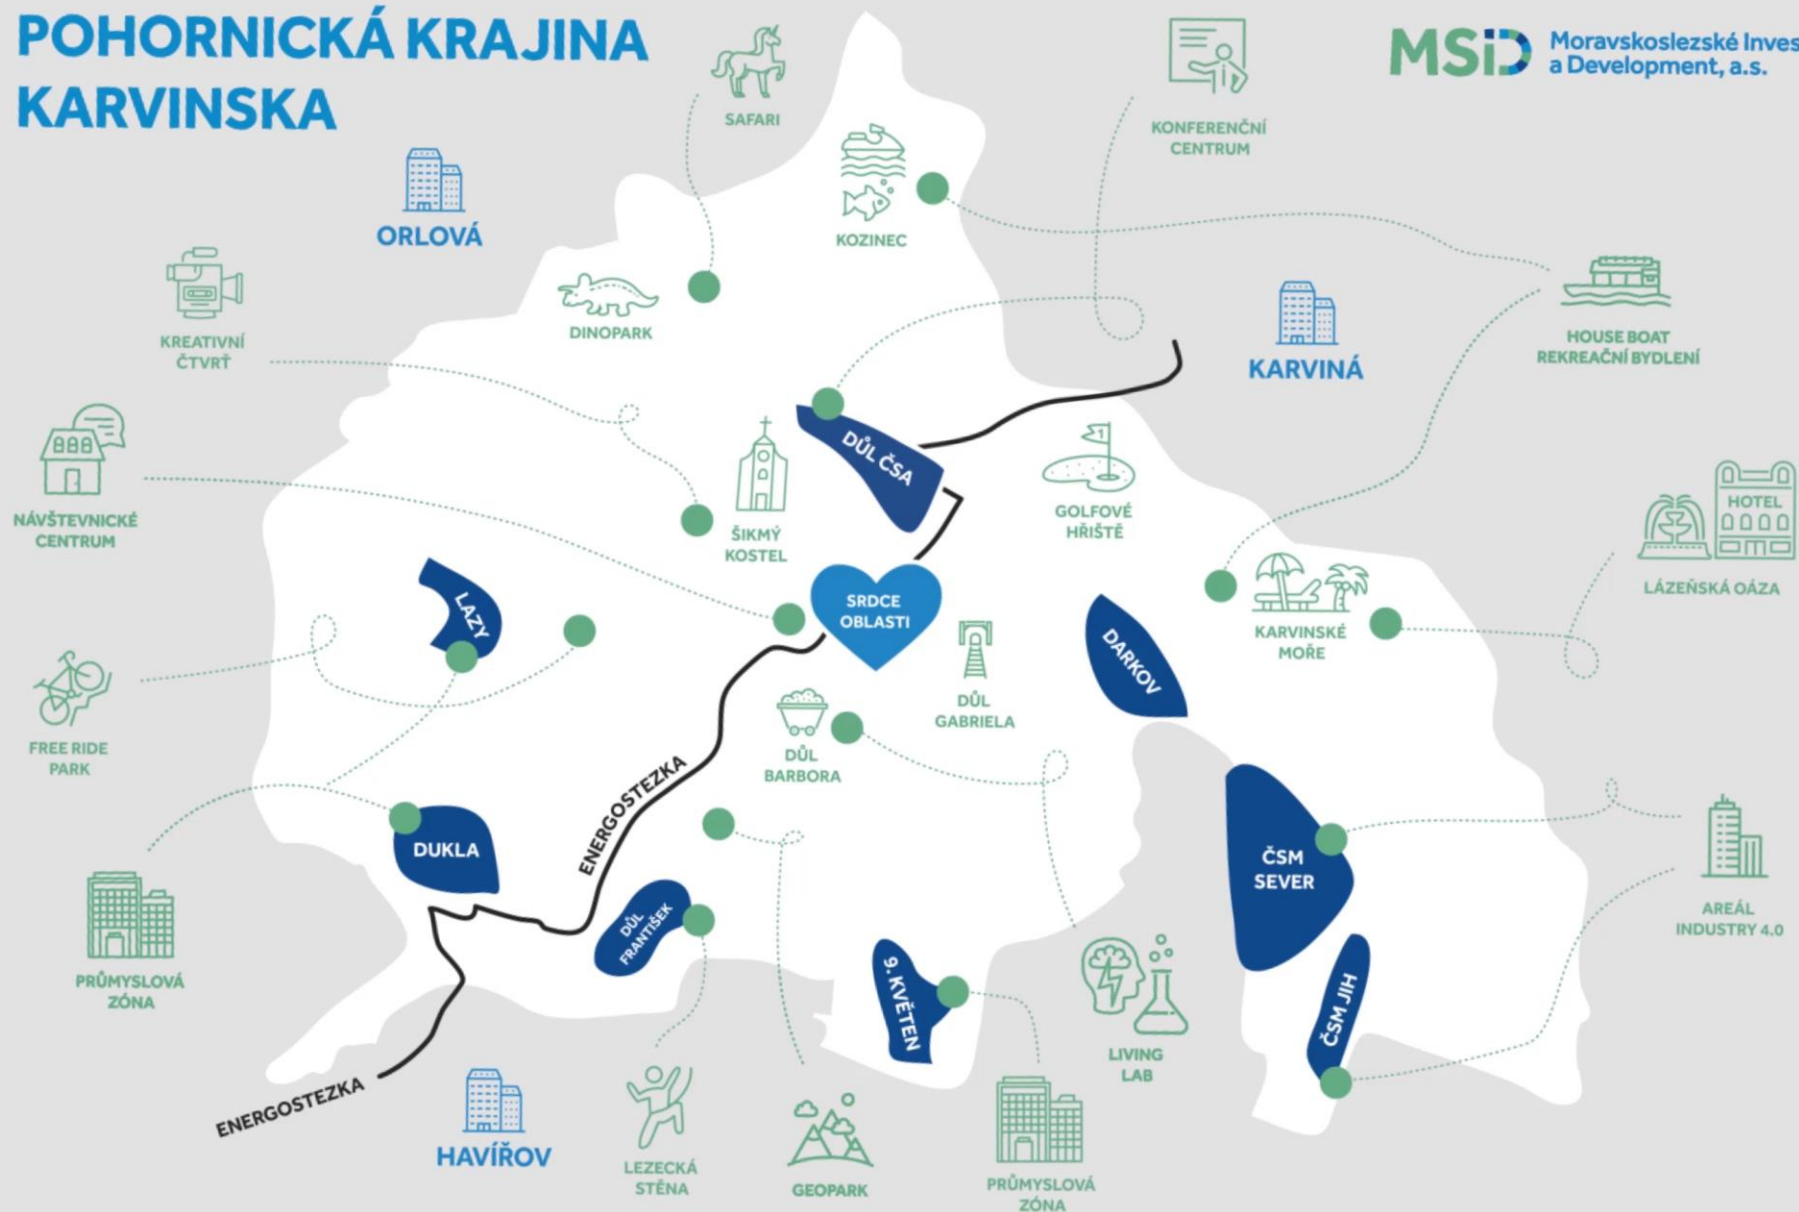 POHORNICKÁ KRAJINA
KARVINSKA
MSiD
Moravskoslezské Inves
a Development, a.s.
SAFARI
KONFERENČNÍ
CENTRUM
ORLOVÁ
KOZINEC
KREATIVNÍ
ČTVRŤ
DINOPARK
HOUSE BOAT
REKREAČNÍ BYDLENÍ
KARVINÁ
NÁVŠTEVNICKÉ
CENTRUM
DŮL ČSA
1
GOLFOVÉ
HŘIŠTĚ
ŠIKMÝ
KOSTEL
HOTEL
LÁZEŇSKÁ OÁZA
LAZY
SRDCE
OBLASTI
DARKOV
KARVINSKÉ
MOŘE
FREE RIDE
PARK
DŮL
GABRIELA
DŮL
BARBORA
ENERGOSTEZKA
DUKLA
ČSM
SEVER
AREÁL
INDUSTRY 4.0
PRŮMYSLOVÁ
ZÓNA
DŮL
FRANTIŠEK
9. KVĚTEN
ČSM JIH
LIVING
LAB
ENERGOSTEZKA
HAVÍŘOV
LEZECKÁ
STĚNA
GEOPARK
PRŮMYSLOVÁ
ZÓNA